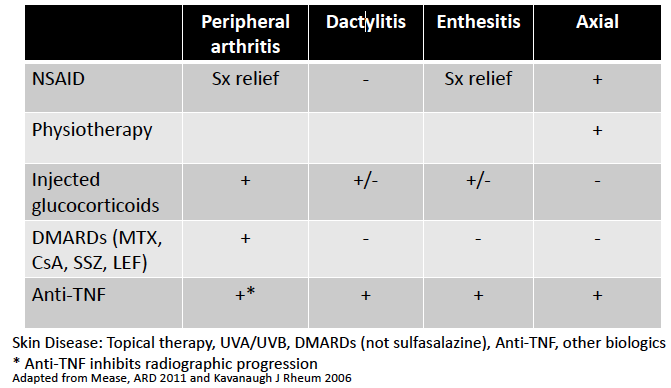 Peripheral arthritis Dactylitis Enthesitis Axial
NSAID Sx relief - Sx relief +
Physiotherapy +
Injected glucocorticoids + +/- +/- -
DMARDs (MTX, CsA, SSZ, LEF) + - - -
Anti-TNF +* + + +
Skin Disease: Topical therapy, UVA/UVB, DMARDs (not sulfasalazine), Anti-TNF, other biologics
* Anti-TNF inhibits radiographic progression
Adapted from Mease, ARD 2011 and Kavanaugh J Rheum 2006